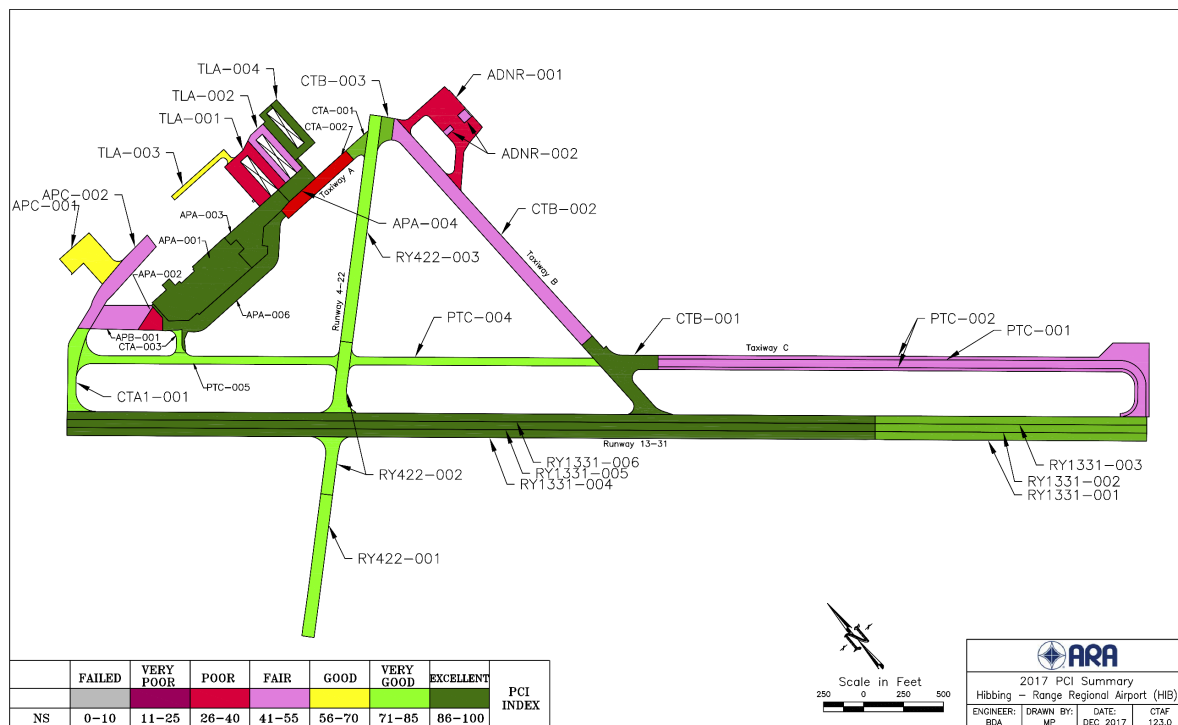 TLA-004
TLA-002
TLA-001
TLA-003
CTB-003
CTA-001
CTA-002
ADNR-001
ADNR-002
APC-002
APC-001
APA-003
APA-001
APA-002
APA-004
APA-006
Taxiway A
CTB-002
RY422-003
Taxiway B
Runway 4-22
APB-001
CTA-003
PTC-004
CTB-001
PTC-002
PTC-001
Taxiway C
PTC-005
CTA1-001
Runway 13-31
RY1331-006
RY1331-005
RY1331-004
RY422-002
RY1331-003
RY1331-002
RY1331-001
RY422-001
FAILED VERY POOR POOR FAIR GOOD VERY GOOD EXCELLENT PCI INDEX
NS 0-10 11-25 26-40 41-55 56-70 71-85 86-100
N
Scale in Feet
250 0 250 500
ARA
2017 PCI Summary
Hibbing - Range Regional Airport (HIB)
ENGINEER: DRAWN BY: DATE: CTAF
BDA MP DEC 2017 123.0